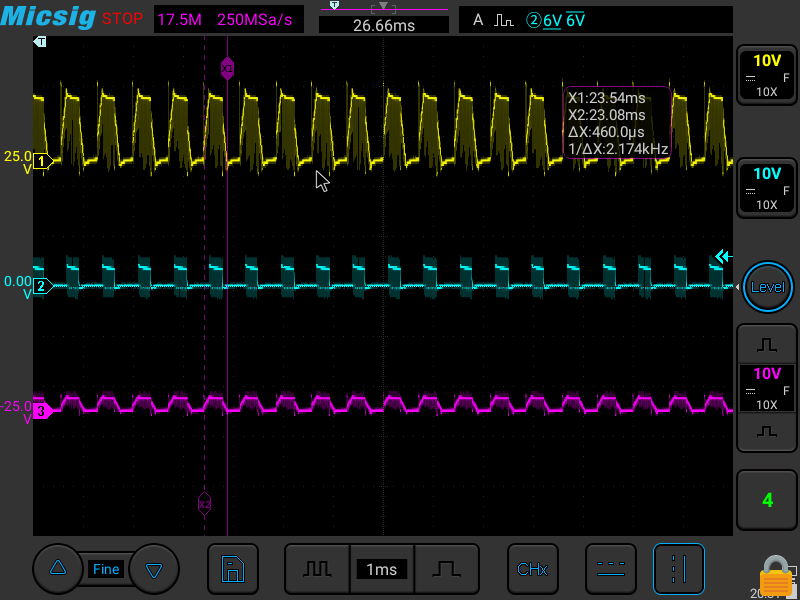 Micsig STOP 17.5M 250MSa/s T 26.66ms A ②6V 6V
T
X1
10V
F
10X
X1:23.54ms
X2:23.08ms
ΔX:460.0µs
1/ΔX:2.174kHz
25.0
V
1
10V
F
10X
0.00
V
2
Level
10V
F
10X
-25.0
V
3
X2
4
Fine
1ms
CHx